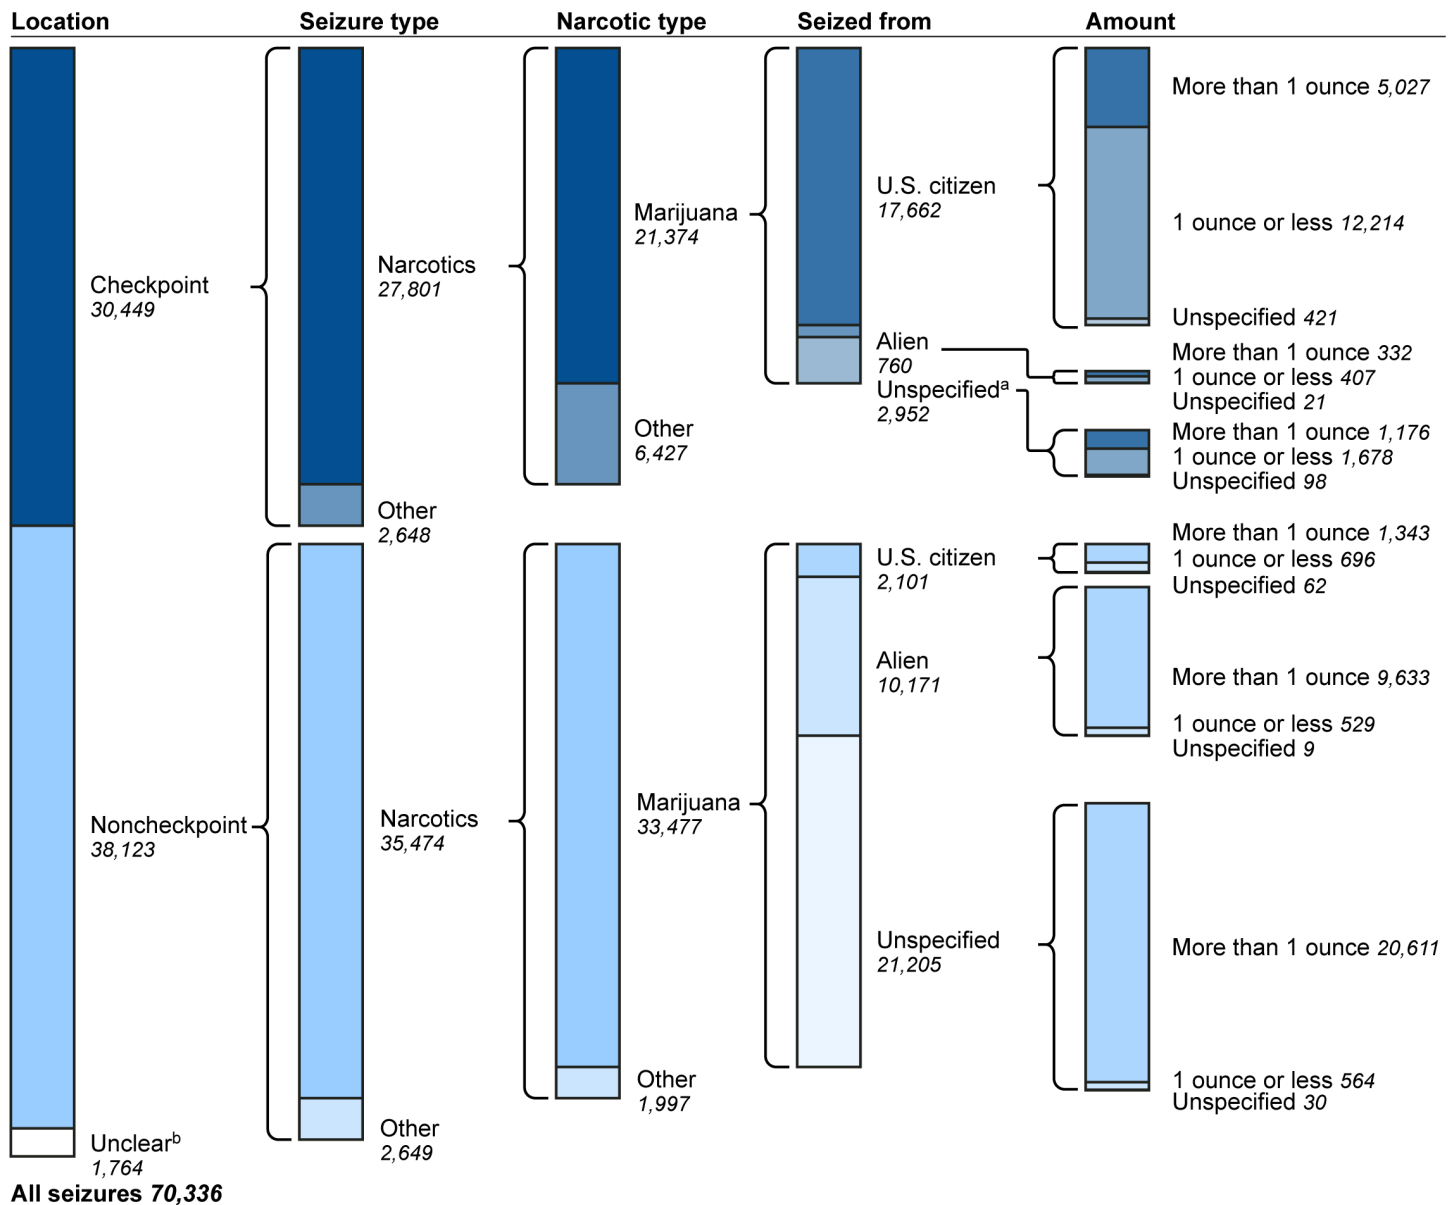 Location Seizure type Narcotic type Seized from Amount
Checkpoint
30,449
Noncheckpoint
38,123
Unclearb
1,764
All seizures 70,336
Narcotics
27,801
Other
2,648
Narcotics
35,474
Other
2,649
Marijuana
21,374
Other
6,427
Marijuana
33,477
Other
1,997
U.S. citizen
17,662
Alien
760
Unspecifieda
2,952
U.S. citizen
2,101
Alien
10,171
Unspecified
21,205
More than 1 ounce 5,027
1 ounce or less 12,214
Unspecified 421
More than 1 ounce 332
1 ounce or less 407
Unspecified 21
More than 1 ounce 1,176
1 ounce or less 1,678
Unspecified 98
More than 1 ounce 1,343
1 ounce or less 696
Unspecified 62
More than 1 ounce 9,633
1 ounce or less 529
Unspecified 9
More than 1 ounce 20,611
1 ounce or less 564
Unspecified 30